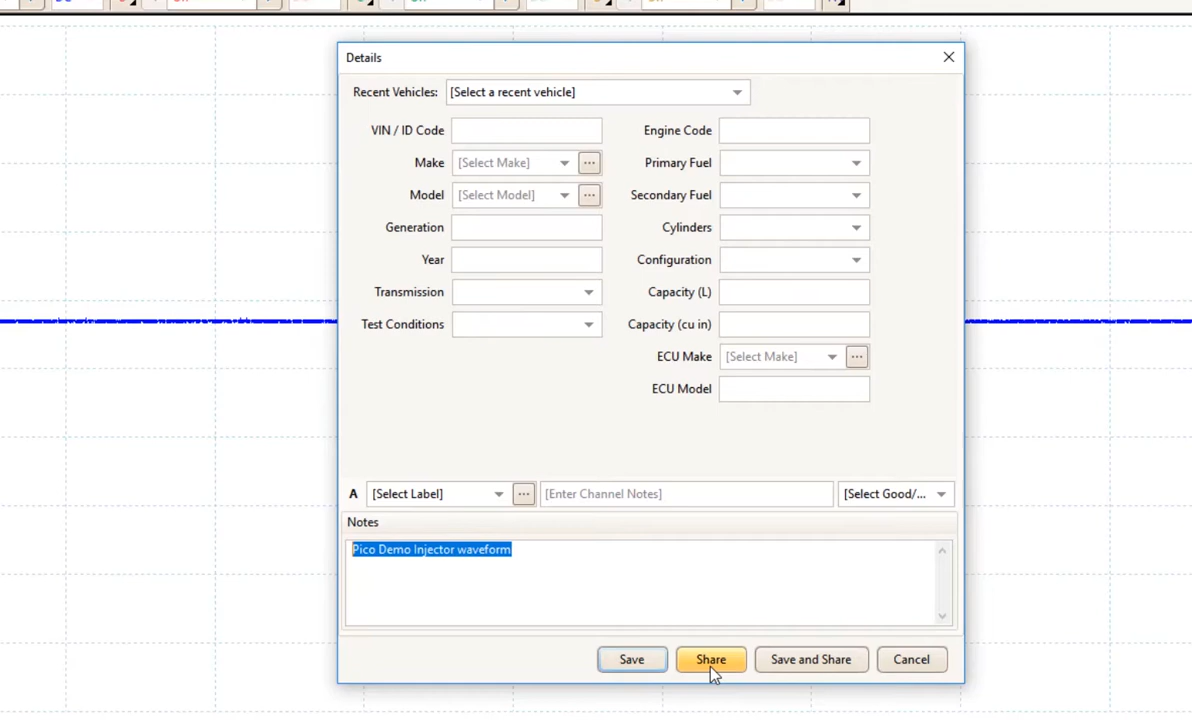 Details
Recent Vehicles: [Select a recent vehicle]
VIN / ID Code Engine Code
Make [Select Make] ... Primary Fuel
Model [Select Model] ... Secondary Fuel
Generation Cylinders
Year Configuration
Transmission Capacity (L)
Test Conditions Capacity (cu in)
ECU Make [Select Make] ...
ECU Model
A [Select Label] ... [Enter Channel Notes] [Select Good/...
Notes
Pico Demo Injector waveform
Save Share Save and Share Cancel